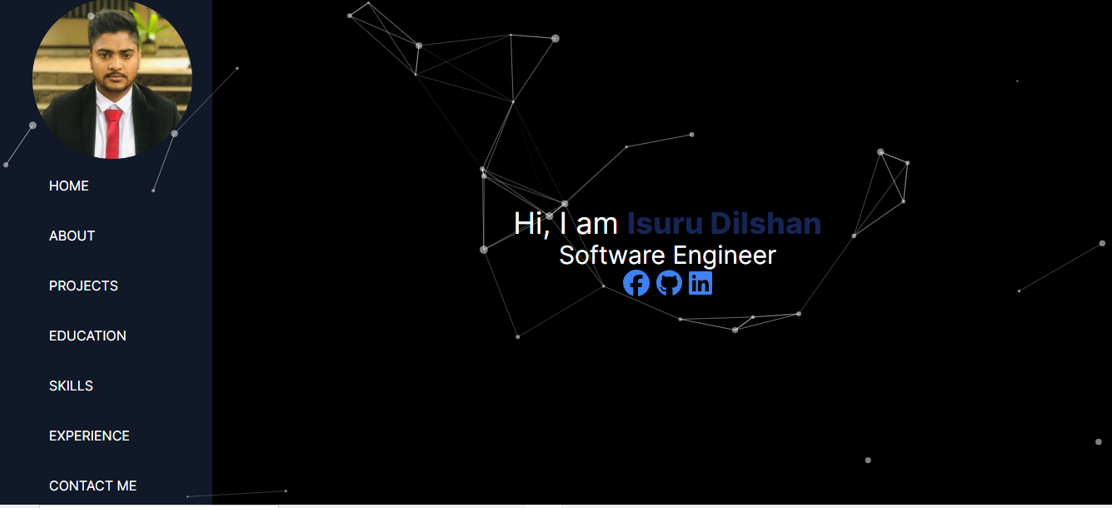 HOME
ABOUT
PROJECTS
EDUCATION
SKILLS
EXPERIENCE
CONTACT ME
Hi, I am Isuru Dilshan
Software Engineer